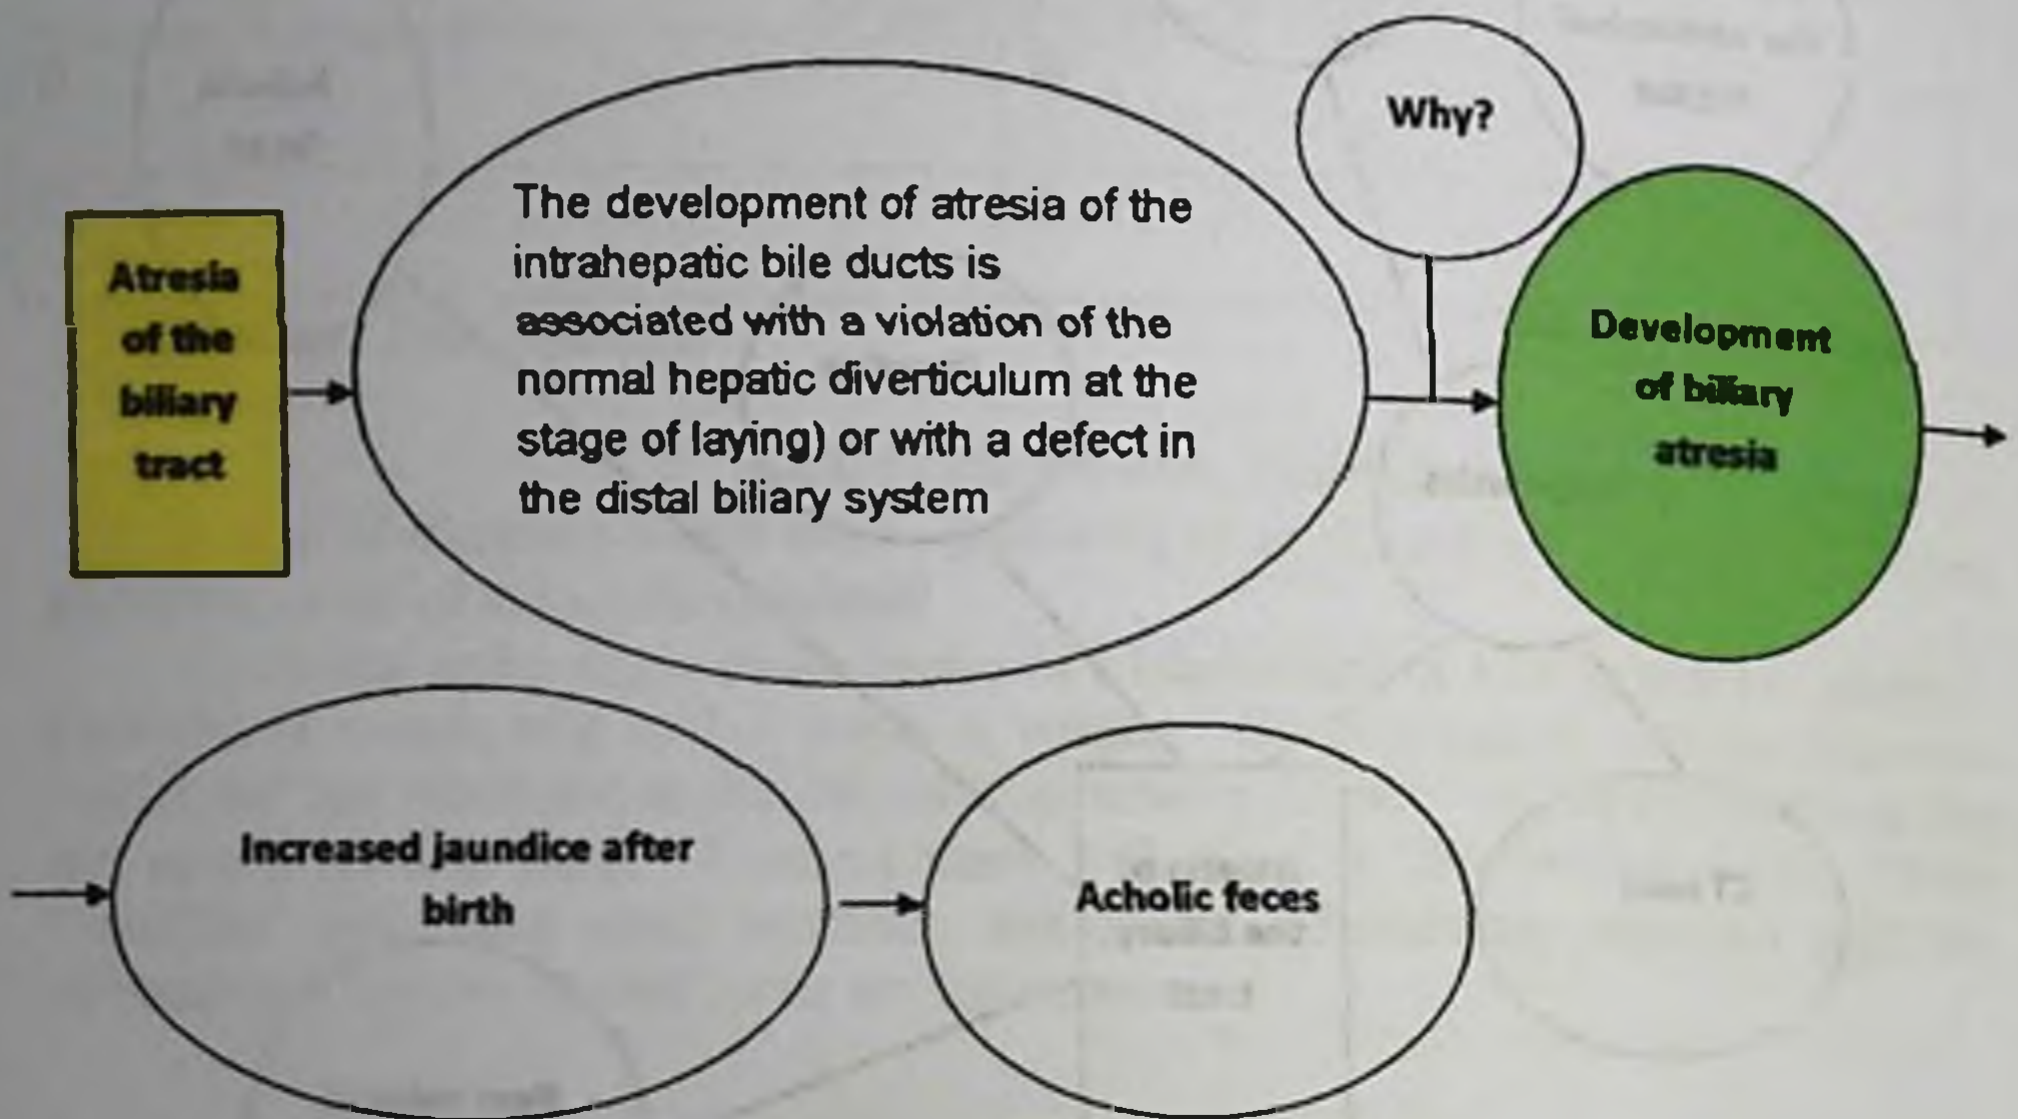 Atresia
of the
biliary
tract
The development of atresia of the
intrahepatic bile ducts is
associated with a violation of the
normal hepatic diverticulum at the
stage of laying) or with a defect in
the distal biliary system
Why?
Development
of biliary
atresia
Increased jaundice after
birth
Acholic feces